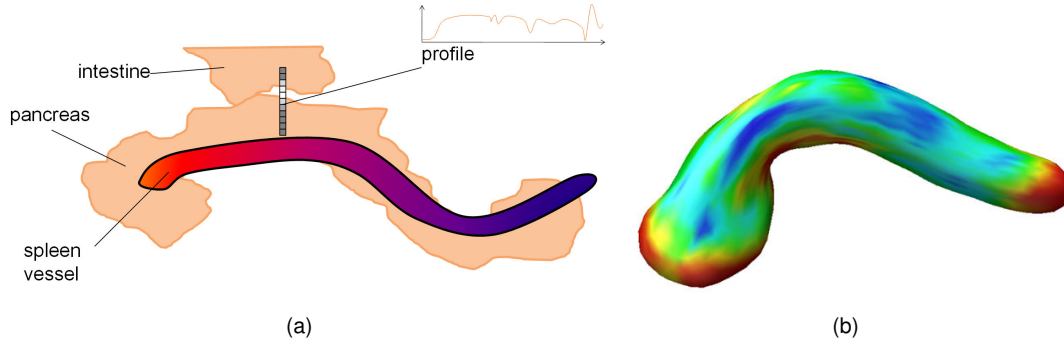 profile
intestine
pancreas
spleen
vessel
(a)
(b)